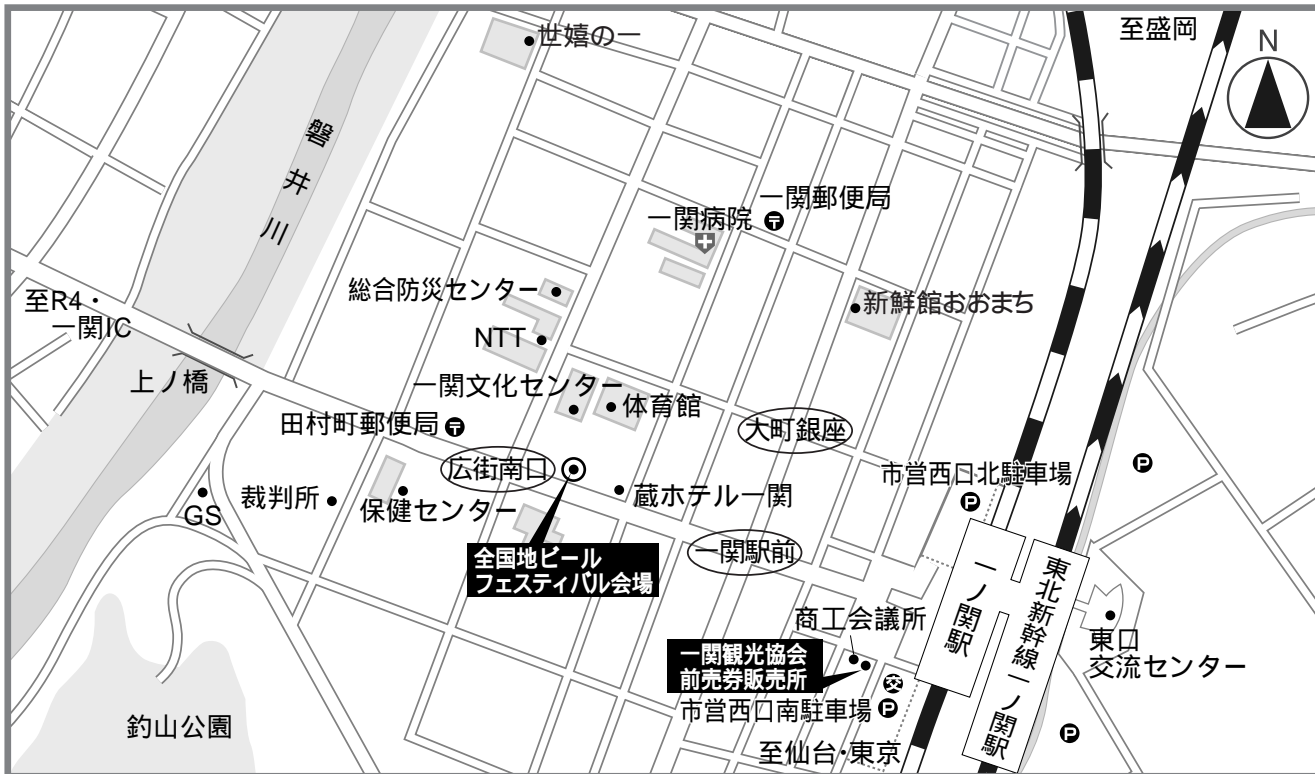 世嬉の一
至盛岡
N
磐井川
一関郵便局
一関病院
総合防災センター
至R4・
一関IC
新鮮館おおまち
NTT
上ノ橋
一関文化センター
体育館
田村町郵便局
大町銀座
広街南口
市営西口北駐車場
P
P
蔵ホテル一関
裁判所
保健センター
GS
全国地ビール
フェスティバル会場
一関駅前
一ノ関駅
東北新幹線一ノ関駅
商工会議所
東口
交流センター
一関観光協会
前売券販売所
交
市営西口南駐車場
P
P
釣山公園
至仙台・東京